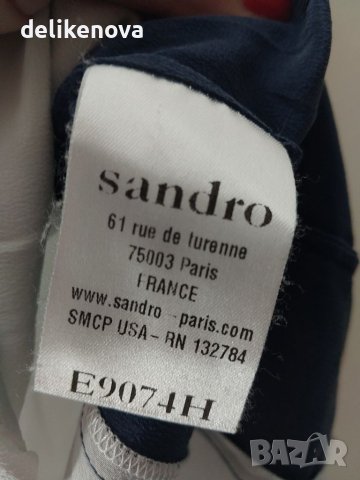 delikenova
sandro
61 rue de turenne
75003 Paris
FRANCE
www.sandro-paris.com
SMCP USA- RN 132784
E9074H
BAZAR